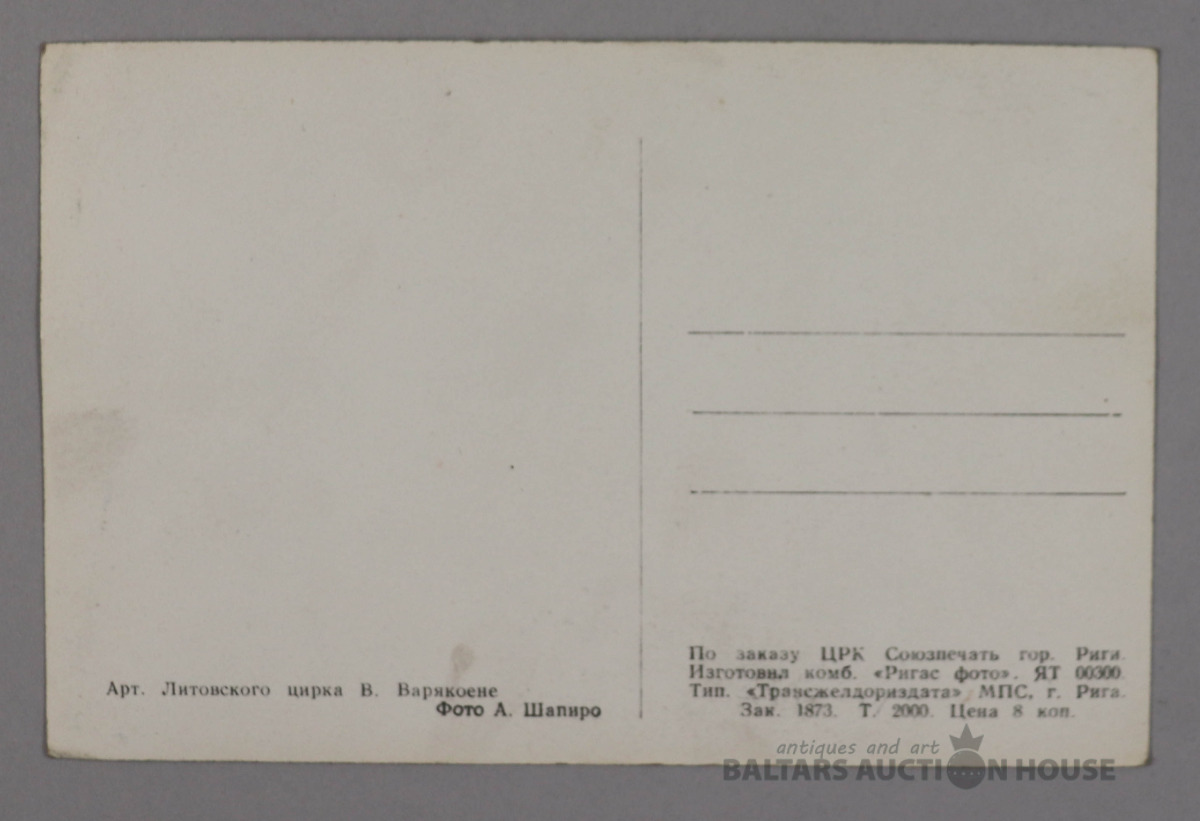 Арт. Литовского цирка В. Варякоене
Фото А. Шапиро
По заказу ЦРК Союзпечать гор. Риги.
Изготовил комб. «Ригас фото». ЯТ 00300.
Тип. «Трансжелдориздата» МПС, г. Рига.
Зак. 1873. Т. 2000. Цена 8 коп.
antiques and art
BALTARS AUCTION HOUSE